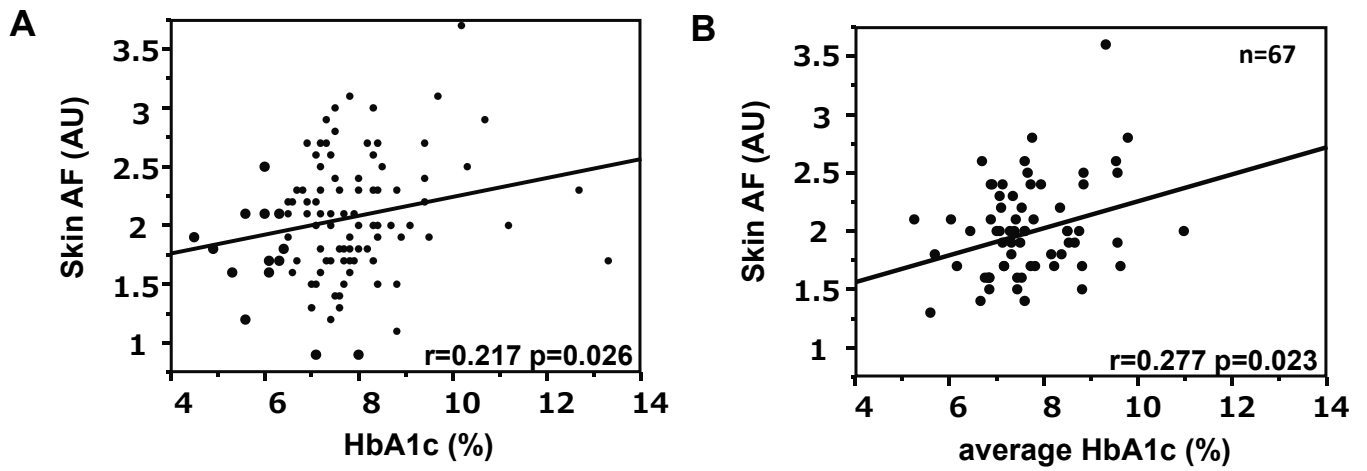 A
Skin AF (AU)
3.5
3
2.5
2
1.5
1
r=0.217 p=0.026
4 6 8 10 12 14
HbA1c (%)
B
Skin AF (AU)
3.5
3
2.5
2
1.5
1
n=67
r=0.277 p=0.023
4 6 8 10 12 14
average HbA1c (%)